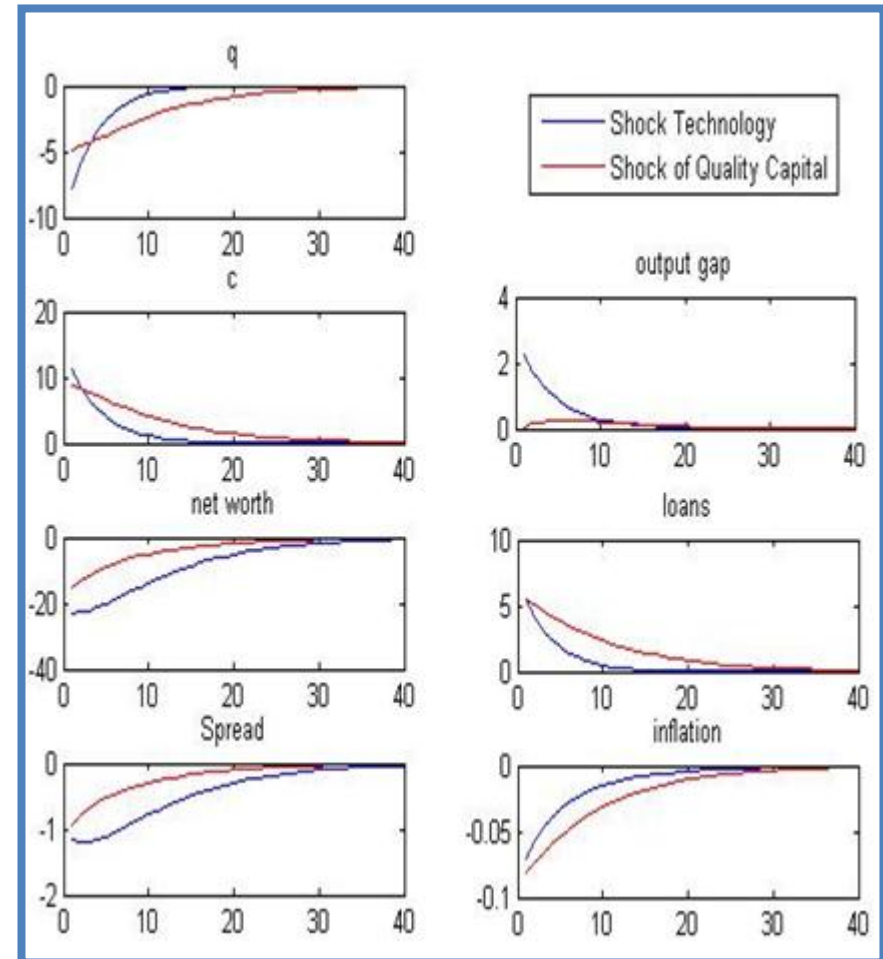 q
0
-5
-10
0 10 20 30 40
Shock Technology
Shock of Quality Capital
c
20
10
0
0 10 20 30 40
output gap
4
2
0
0 10 20 30 40
net worth
0
-20
-40
0 10 20 30 40
loans
10
5
0
0 10 20 30 40
Spread
0
-1
-2
0 10 20 30 40
inflation
0
-0.05
-0.1
0 10 20 30 40